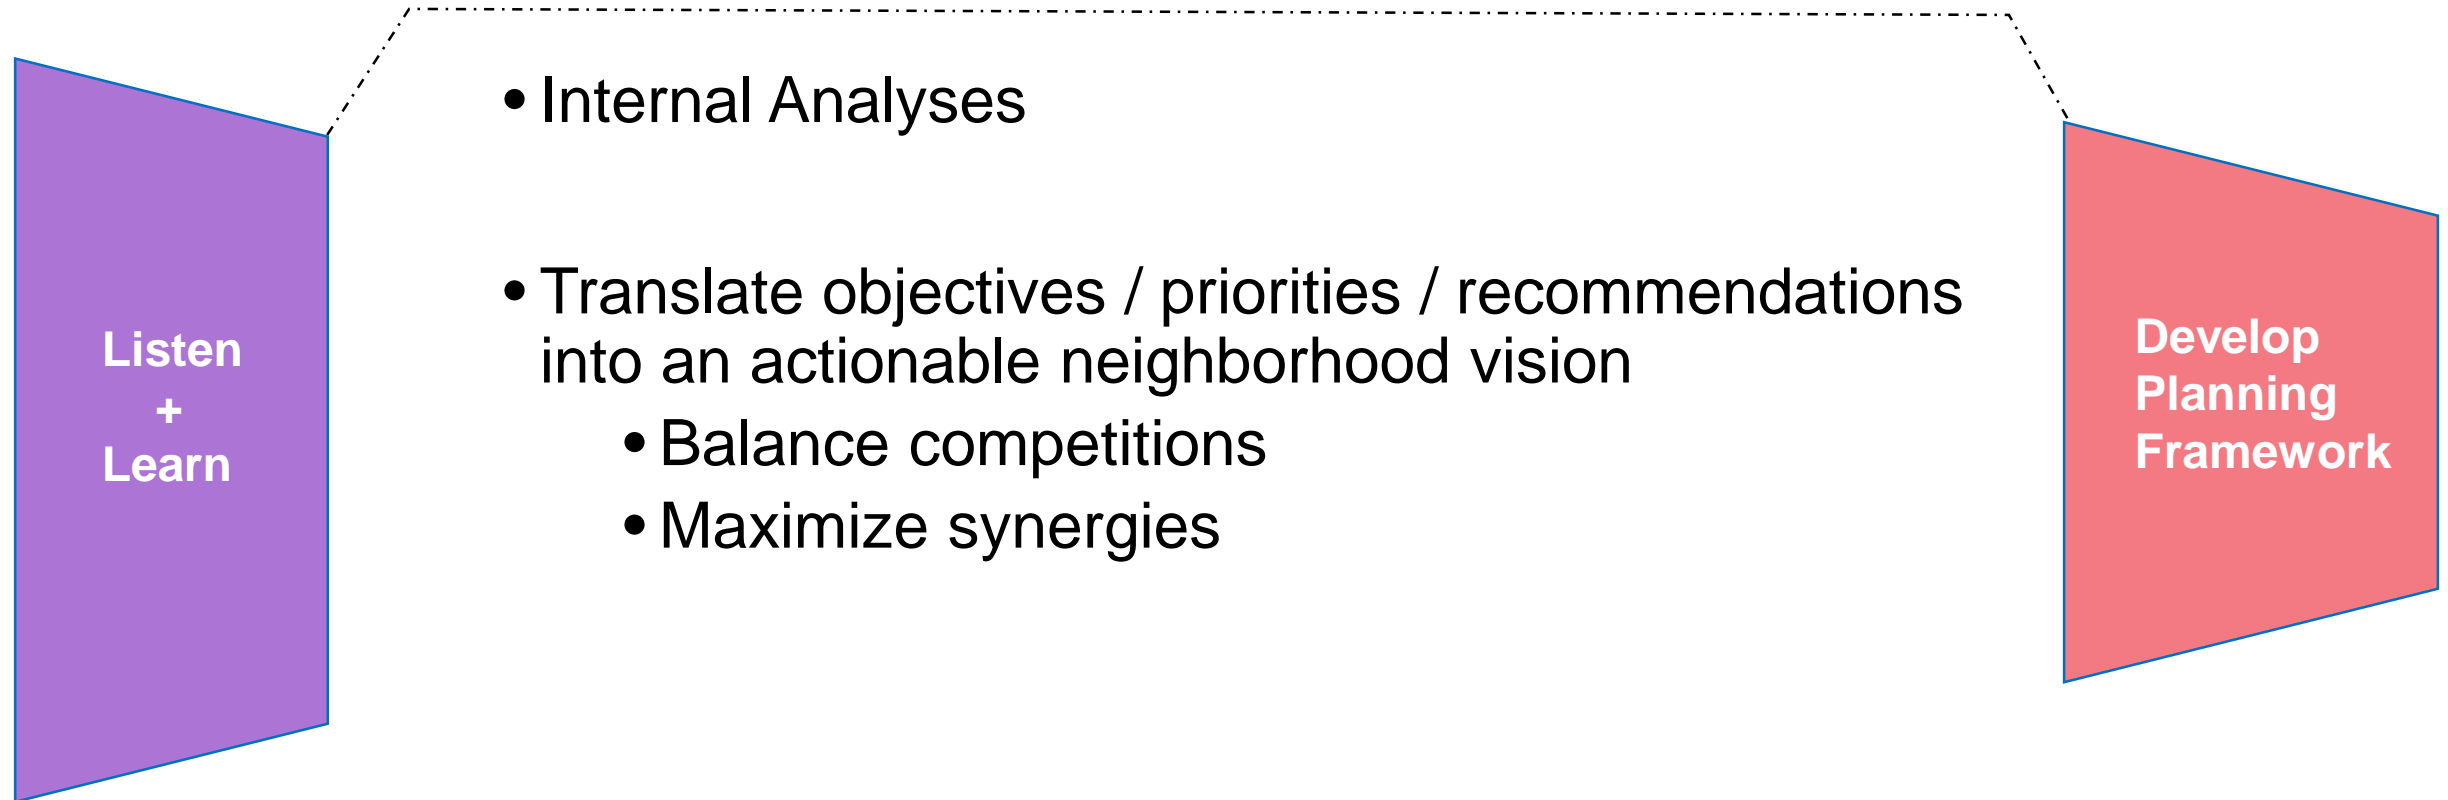 Listen
+
Learn
• Internal Analyses
• Translate objectives / priorities / recommendations
into an actionable neighborhood vision
• Balance competitions
• Maximize synergies
Develop
Planning
Framework